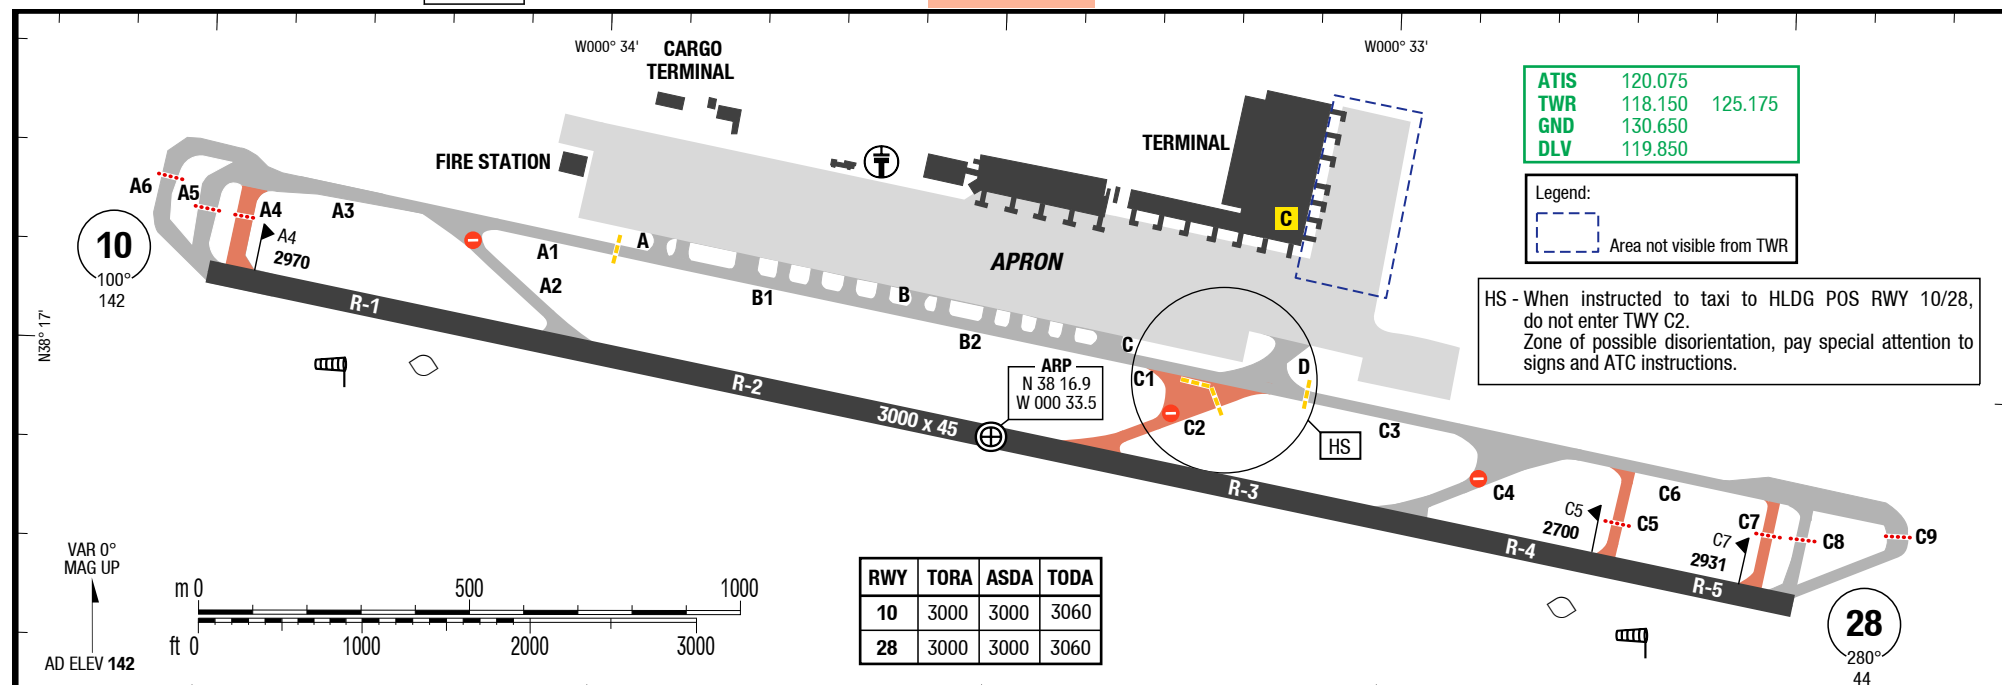 W000° 34'
W000° 33'
CARGO
TERMINAL
FIRE STATION
TERMINAL
C
APRON
ATIS 120.075
TWR 118.150 125.175
GND 130.650
DLV 119.850
Legend:
Area not visible from TWR
HS - When instructed to taxi to HLDG POS RWY 10/28,
do not enter TWY C2.
Zone of possible disorientation, pay special attention to
signs and ATC instructions.
A6
A5
A4
A3
A4
2970
10
100°
142
A1
A
A2
B1
B
B2
C
C1
C2
D
C3
HS
C4
C5
C5
2700
C6
C7
C7
2931
C8
C9
N38° 17'
R-1
R-2
3000 x 45
R-3
R-4
R-5
ARP
N 38 16.9
W 000 33.5
28
280°
44
VAR 0°
MAG UP
AD ELEV 142
m 0 500 1000
ft 0 1000 2000 3000
RWY TORA ASDA TODA
10 3000 3000 3060
28 3000 3000 3060